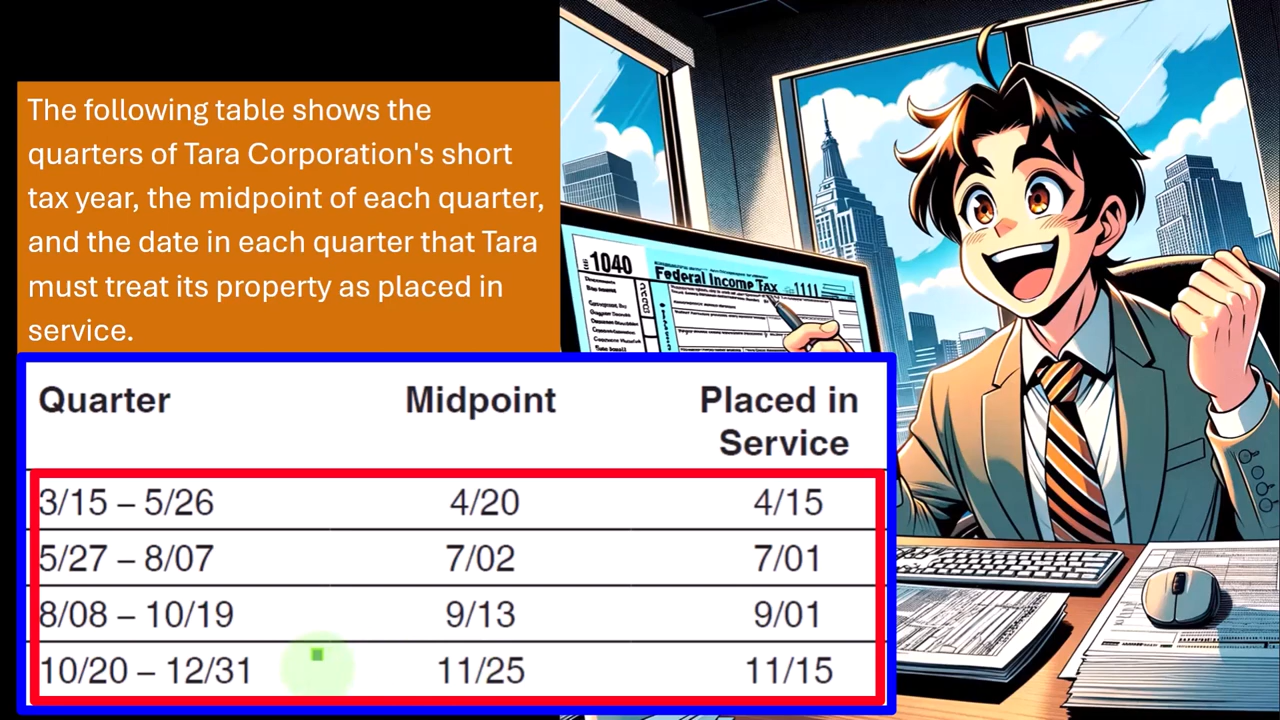 The following table shows the
quarters of Tara Corporation's short
tax year, the midpoint of each quarter,
and the date in each quarter that Tara
must treat its property as placed in
service.
Quarter Midpoint Placed in
Service
3/15 – 5/26 4/20 4/15
5/27 – 8/07 7/02 7/01
8/08 – 10/19 9/13 9/01
10/20 – 12/31 11/25 11/15
1040 Federal Income Tax 1111